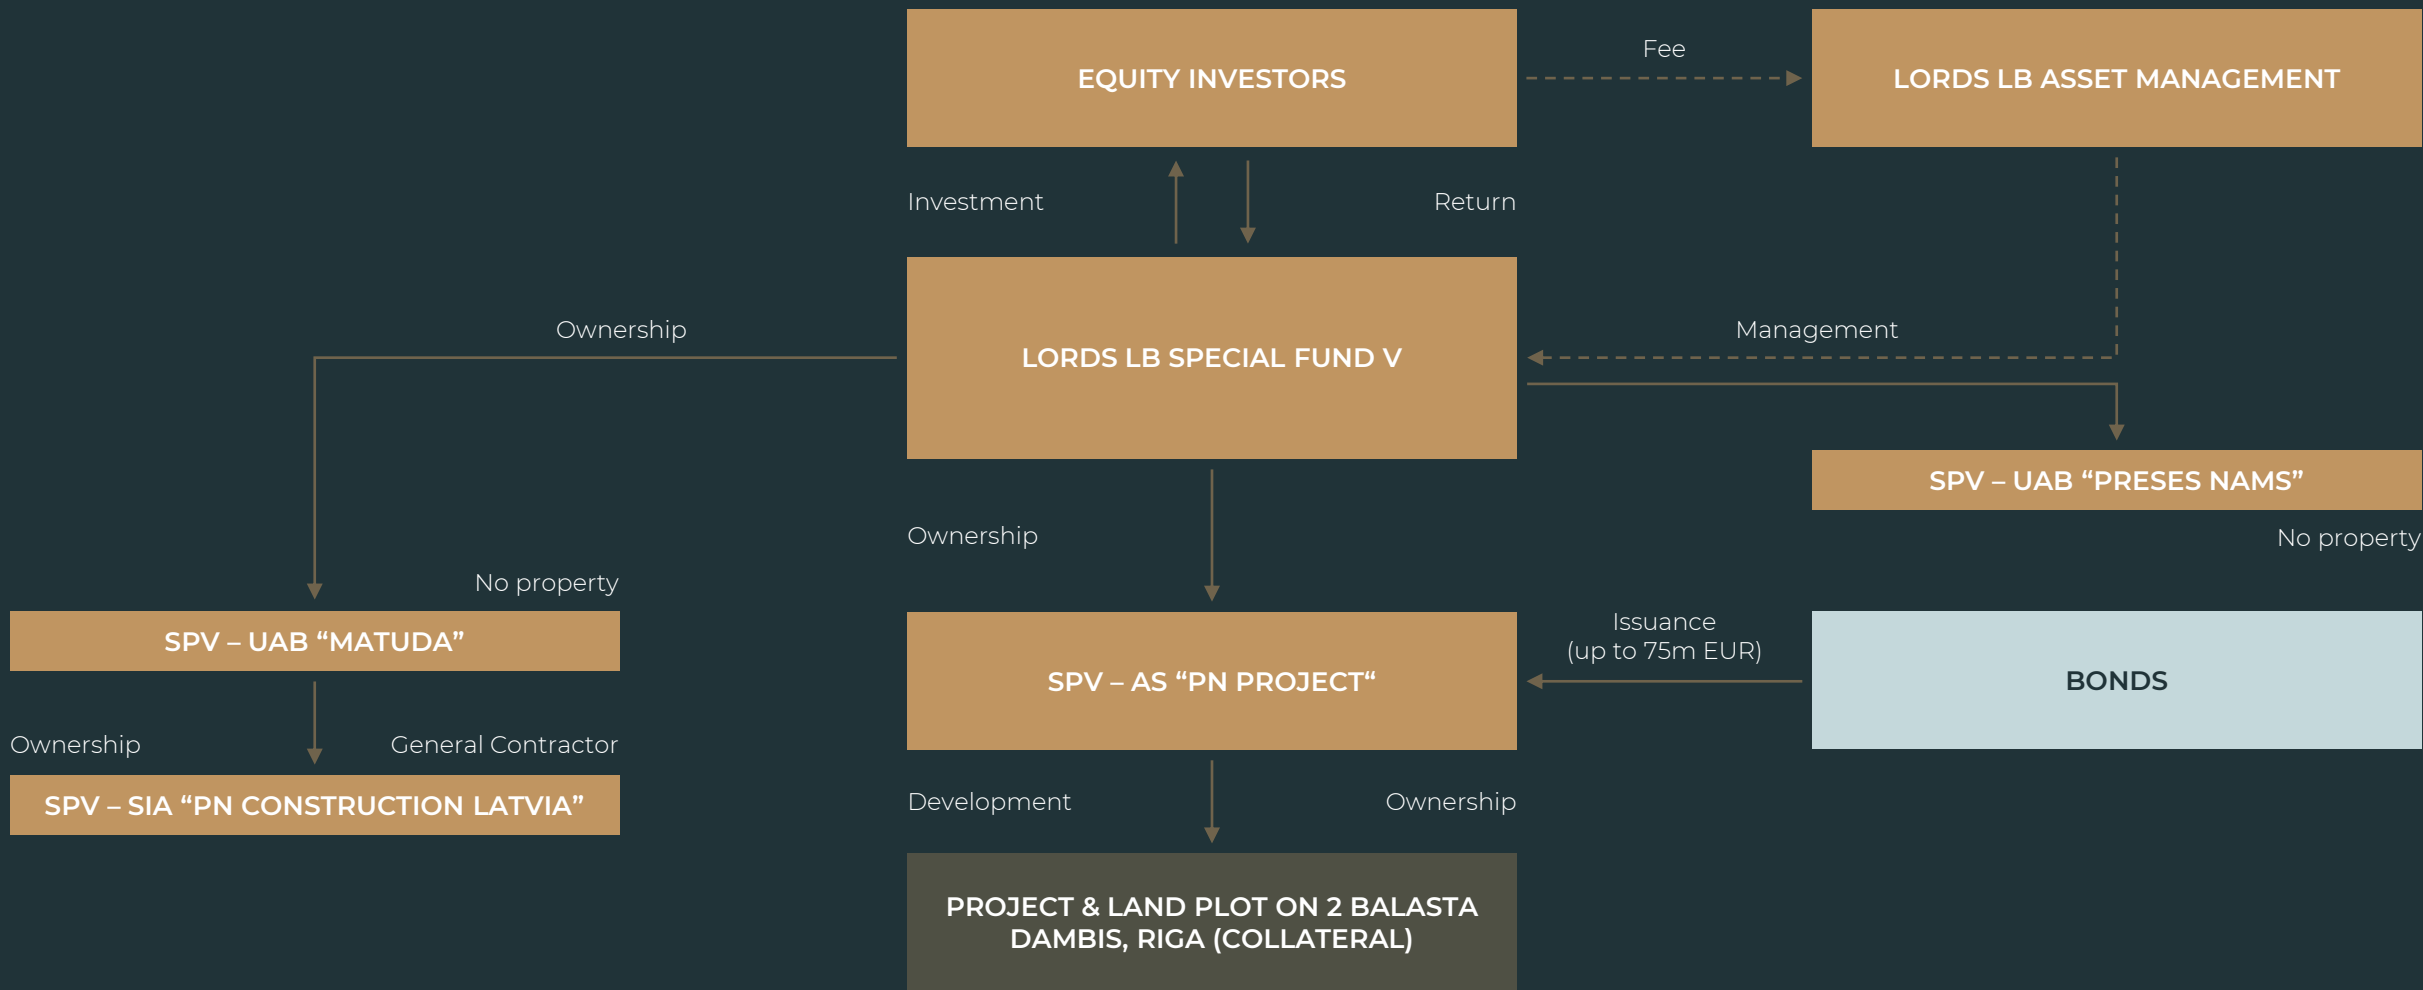 EQUITY INVESTORS
Fee
LORDS LB ASSET MANAGEMENT
Investment
Return
Ownership
LORDS LB SPECIAL FUND V
Management
SPV – UAB “PRESES NAMS”
No property
Ownership
No property
SPV – UAB “MATUDA”
Ownership
General Contractor
SPV – SIA “PN CONSTRUCTION LATVIA”
SPV – AS “PN PROJECT“
Issuance
(up to 75m EUR)
BONDS
Development
Ownership
PROJECT & LAND PLOT ON 2 BALASTA
DAMBIS, RIGA (COLLATERAL)